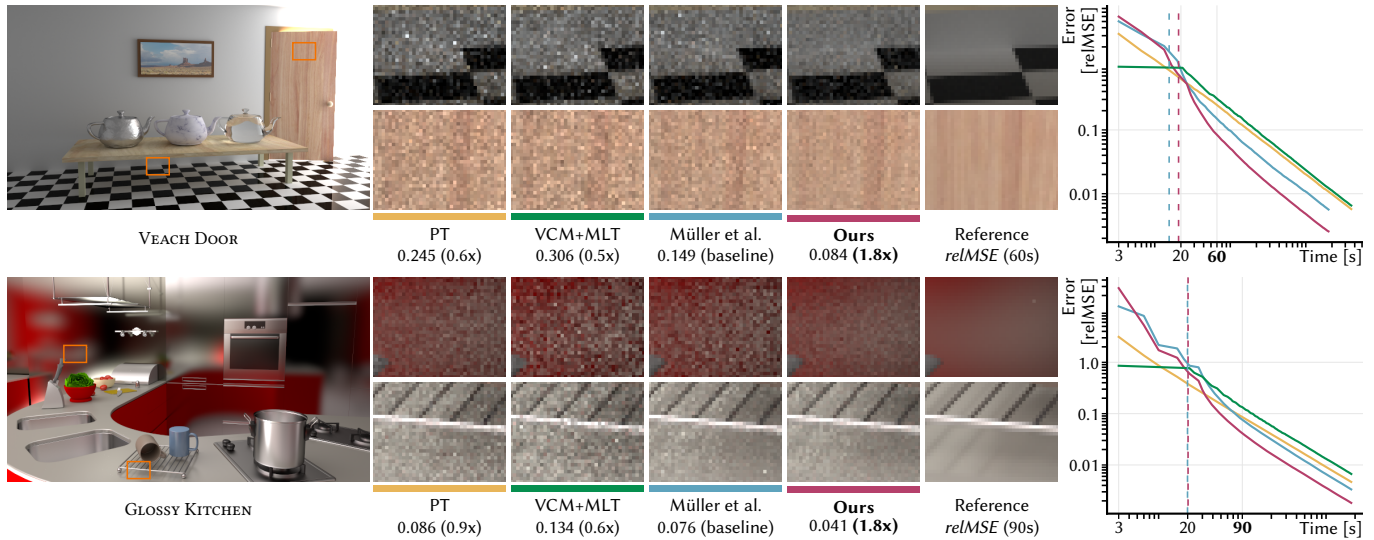 VEACH DOOR
PT
0.245 (0.6x)
VCM+MLT
0.306 (0.5x)
Müller et al.
0.149 (baseline)
Ours
0.084 (1.8x)
Reference
relMSE (60s)
Error
[relMSE]
0.1
0.01
3
20
60
Time [s]
GLOSSY KITCHEN
PT
0.086 (0.9x)
VCM+MLT
0.134 (0.6x)
Müller et al.
0.076 (baseline)
Ours
0.041 (1.8x)
Reference
relMSE (90s)
Error
[relMSE]
1.0
0.1
0.01
3
20
90
Time [s]